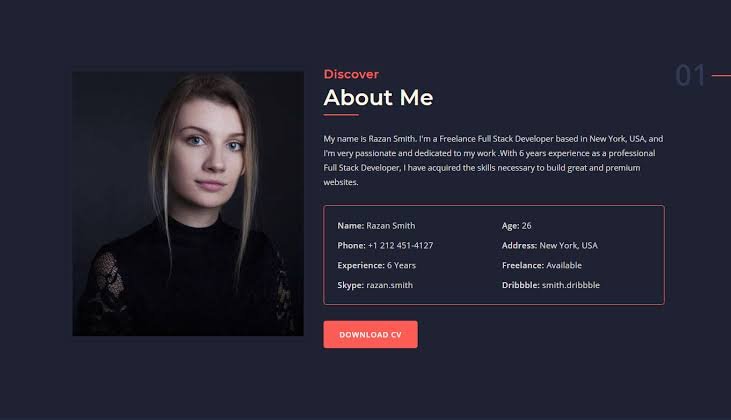 Discover
01
About Me
My name is Razan Smith. I'm a Freelance Full Stack Developer based in New York, USA, and
I'm very passionate and dedicated to my work .With 6 years experience as a professional
Full Stack Developer, I have acquired the skills necessary to build great and premium
websites.
Name: Razan Smith
Age: 26
Phone: +1 212 451-4127
Address: New York, USA
Experience: 6 Years
Freelance: Available
Skype: razan.smith
Dribbble: smith.dribbble
DOWNLOAD CV